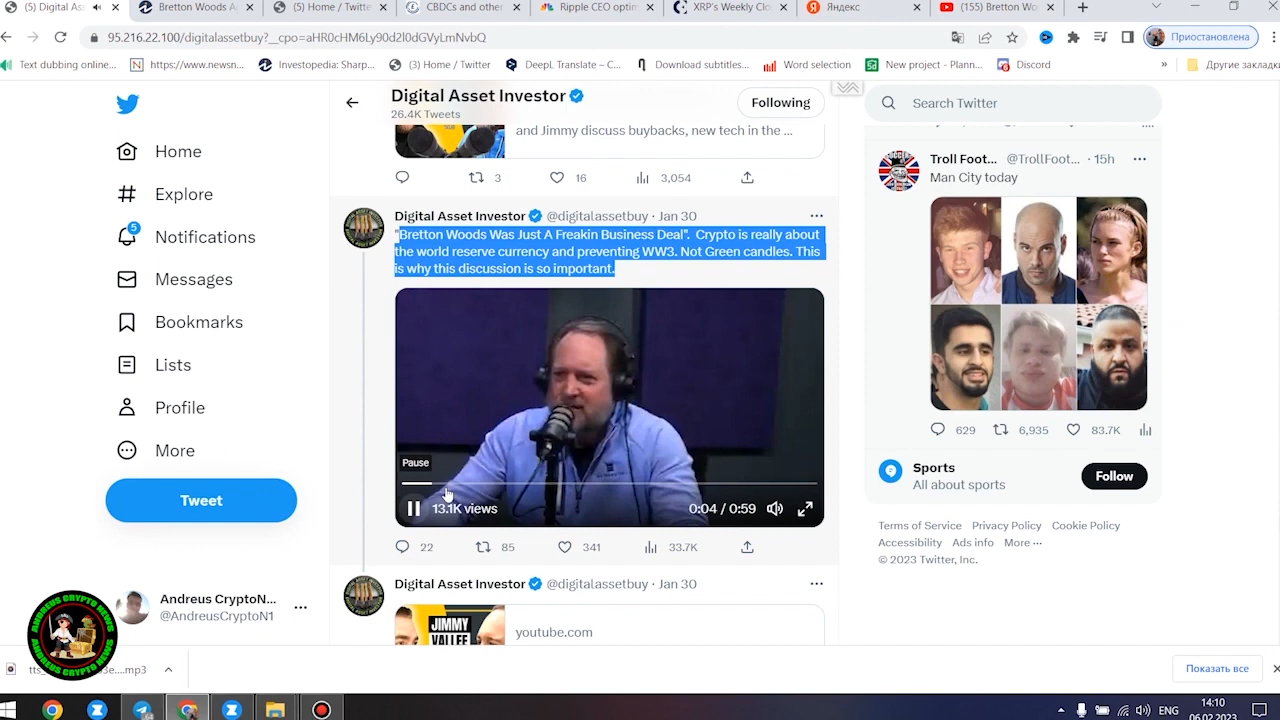 (5) Digital As
Bretton Woods A
(5) Home / Twitte
CBDCs and other
Ripple CEO optim
XRP's Weekly Clo
Яндекс
(155) Bretton Wo
95.216.22.100/digitalassetbuy?__cpo=aHR0cHM6Ly90d2l0dGVyLmNvbQ
Приостановлена
Text dubbing online...
https://www.newsn...
Investopedia: Sharp...
(3) Home / Twitter
DeepL Translate – C...
Download subtitles...
Word selection
New project - Plann...
Discord
»
Другие закладки
Digital Asset Investor
26.4K Tweets
Following
Search Twitter
Home
Explore
5
Notifications
Messages
Bookmarks
Lists
Profile
More
Tweet
Andreus CryptoN...
@AndreusCryptoN1
ANDREUS CRYPTO NEWS
ANDREUS CRYPTO NEWS
and Jimmy discuss buybacks, new tech in the ...
3
16
3,054
Digital Asset Investor @digitalassetbuy · Jan 30
"Bretton Woods Was Just A Freakin Business Deal". Crypto is really about
the world reserve currency and preventing WW3. Not Green candles. This
is why this discussion is so important.
Pause
13.1K views
0:04 / 0:59
22
85
341
33.7K
Digital Asset Investor @digitalassetbuy · Jan 30
JIMMY
VALLEE
youtube.com
Troll Foot... @TrollFoot... · 15h
Man City today
629
6,935
83.7K
Sports
All about sports
Follow
Terms of Service Privacy Policy Cookie Policy
Accessibility Ads info More ···
© 2023 Twitter, Inc.
Показать все
ENG
14:10
06.02.2023